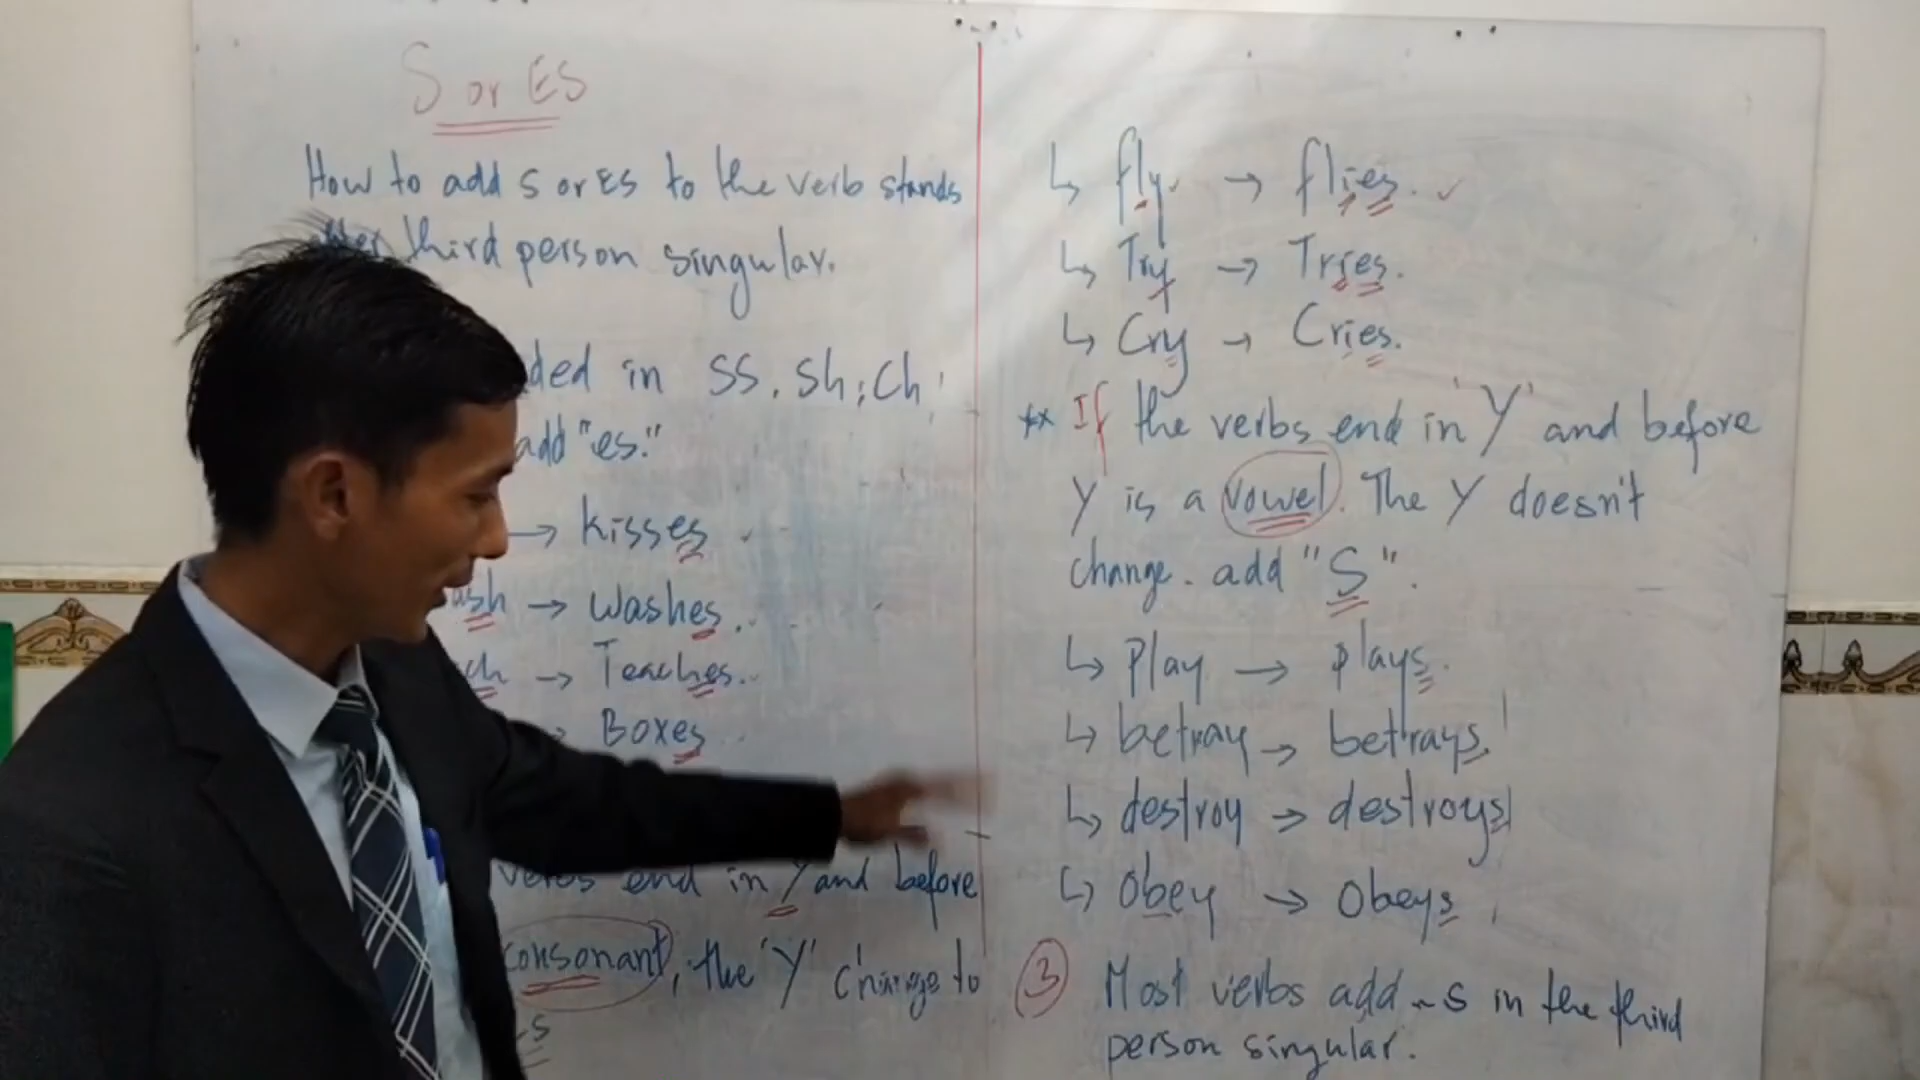 S or ES
How to add S or ES to the verb stands
after third person singular.
ded in SS, Sh; Ch
add "es."
→ kisses
ash → washes.
ch → Teaches.
→ Boxes
verbs end in Y and before
consonant, the 'Y' change to
es
↳ fly → flies.
↳ Try → Tries.
↳ Cry → Cries.
** If the verbs end in 'Y' and before
Y is a vowel. The Y doesn't
change. add "S".
↳ Play → plays.
↳ betray → betrays.
↳ destroy → destroys
↳ Obey → Obeys
3 Most verbs add -s in the third
person singular.